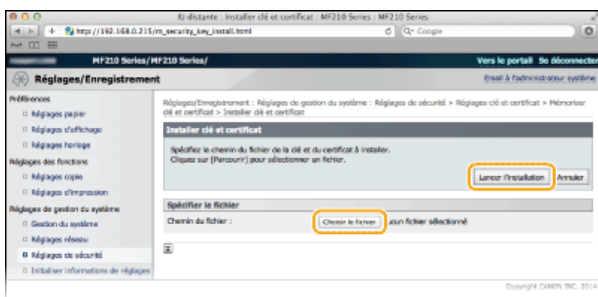 IU distante : Installer clé et certificat : MF210 Series : MF210 Series
http://192.168.0.215/m_security_key_install.html
Google
MF210 Series/MF210 Series/
Vers le portail Se déconnecter
Réglages/Enregistrement
Email à l'administrateur système
Préférences
Réglages papier
Réglages d'affichage
Réglages horloge
Réglages des fonctions
Réglages copie
Réglages d'impression
Réglages de gestion du système
Gestion du système
Réglages réseau
Réglages de sécurité
Initialiser informations de réglages
Réglages/Enregistrement : Réglages de gestion du système : Réglages de sécurité > Réglages clé et certificat > Mémoriser
clé et certificat > Installer clé et certificat
Installer clé et certificat
Spécifiez le chemin du fichier de la clé et du certificat à installer.
Cliquez sur [Parcourir] pour sélectionner un fichier.
Lancer l'installation Annuler
Spécifier le fichier
Chemin du fichier : Choisir le fichier aucun fichier sélectionné
Copyright CANON INC. 2014